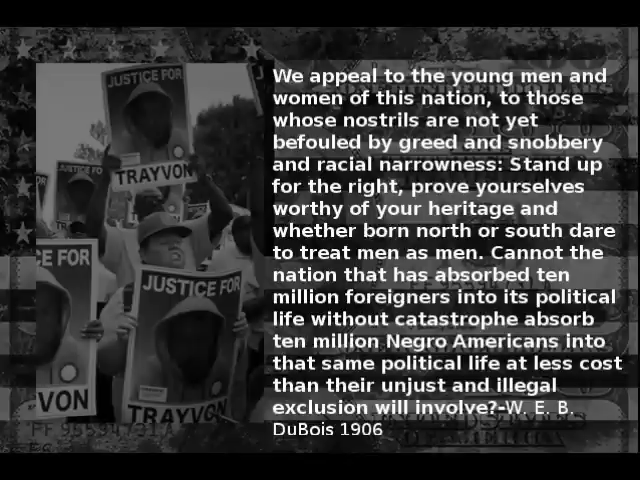 JUSTICE FOR
TRAYVON
JUSTICE FO
CE FOR
VON
JUSTICE FOR
TRAYVON
We appeal to the young men and
women of this nation, to those
whose nostrils are not yet
befouled by greed and snobbery
and racial narrowness: Stand up
for the right, prove yourselves
worthy of your heritage and
whether born north or south dare
to treat men as men. Cannot the
nation that has absorbed ten
million foreigners into its political
life without catastrophe absorb
ten million Negro Americans into
that same political life at less cost
than their unjust and illegal
exclusion will involve?-W. E. B.
DuBois 1906